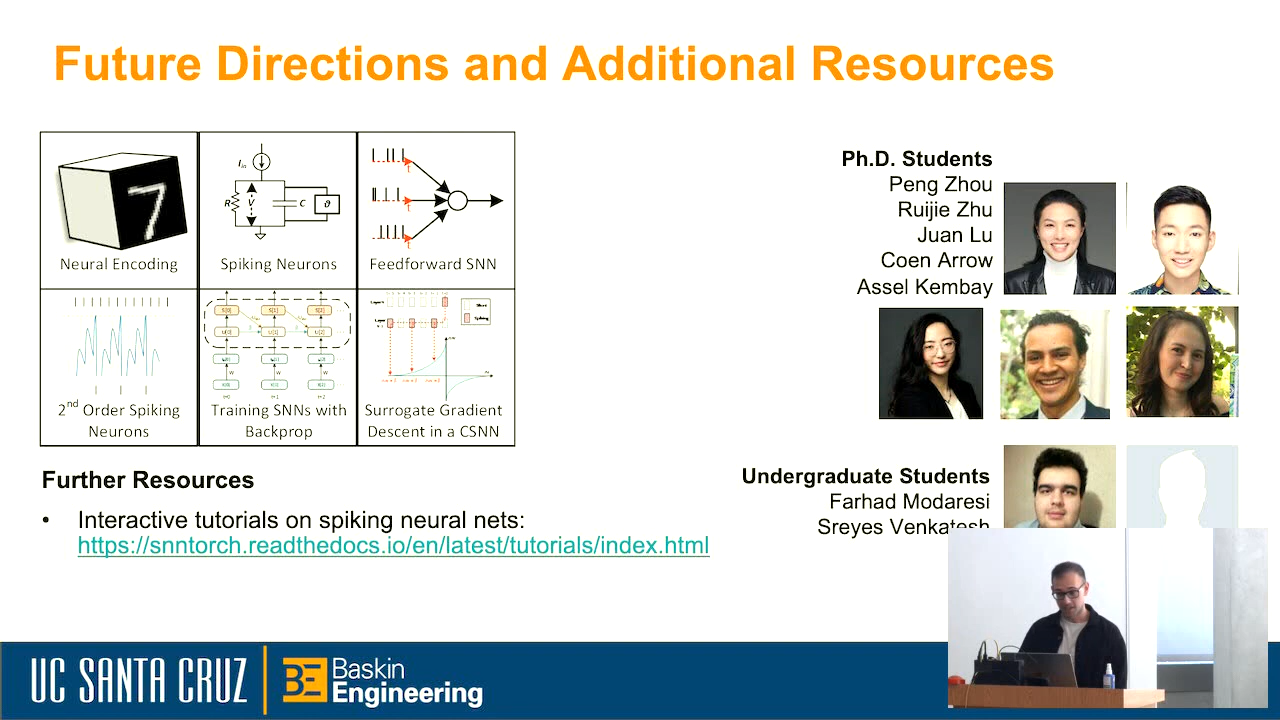 Future Directions and Additional Resources
Neural Encoding
Spiking Neurons
Feedforward SNN
2nd Order Spiking
Neurons
Training SNNs with
Backprop
Surrogate Gradient
Descent in a CSNN
Further Resources
• Interactive tutorials on spiking neural nets:
https://snntorch.readthedocs.io/en/latest/tutorials/index.html
Ph.D. Students
Peng Zhou
Ruijie Zhu
Juan Lu
Coen Arrow
Assel Kembay
Undergraduate Students
Farhad Modaresi
Sreyes Venkatesh
UC SANTA CRUZ
BE Baskin
Engineering